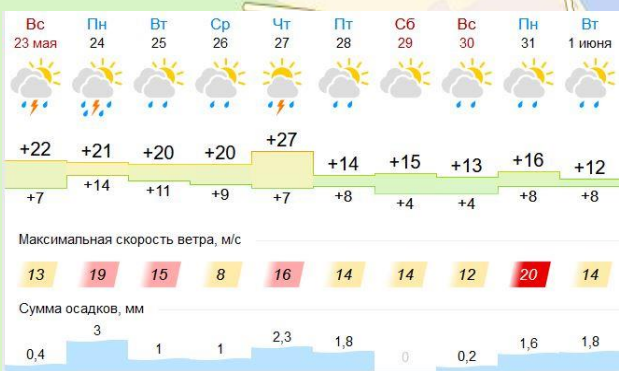 Вс Пн Вт Ср Чт Пт Сб Вс Пн Вт
23 мая 24 25 26 27 28 29 30 31 1 июня
+22 +21 +20 +20 +27 +14 +15 +13 +16 +12
+7 +14 +11 +9 +7 +8 +4 +4 +8 +8
Максимальная скорость ветра, м/с
13 19 15 8 16 14 14 12 20 14
Сумма осадков, мм
0,4 3 1 1 2,3 1,8 0 0,2 1,6 1,8